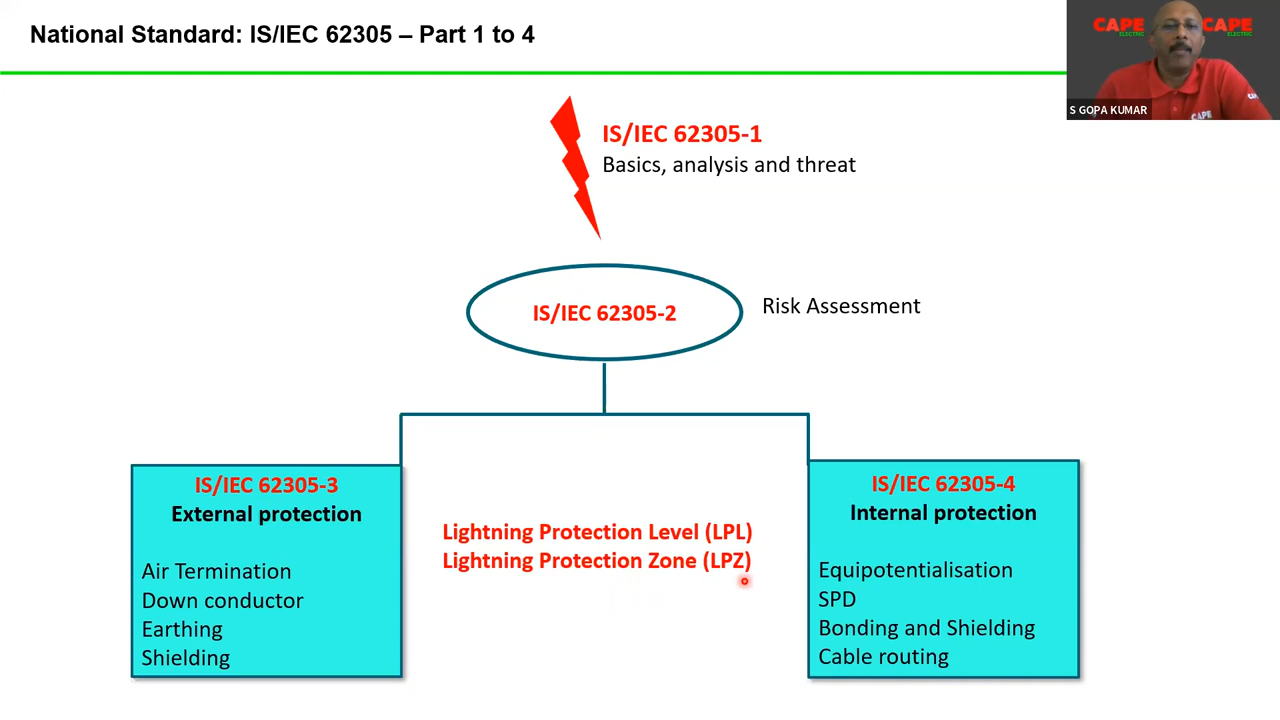 National Standard: IS/IEC 62305 – Part 1 to 4
CAPE
ELECTRIC
CAPE
ELECTRIC
CAPE
S GOPA KUMAR
IS/IEC 62305-1
Basics, analysis and threat
IS/IEC 62305-2
Risk Assessment
IS/IEC 62305-3
External protection
Air Termination
Down conductor
Earthing
Shielding
Lightning Protection Level (LPL)
Lightning Protection Zone (LPZ)
IS/IEC 62305-4
Internal protection
Equipotentialisation
SPD
Bonding and Shielding
Cable routing